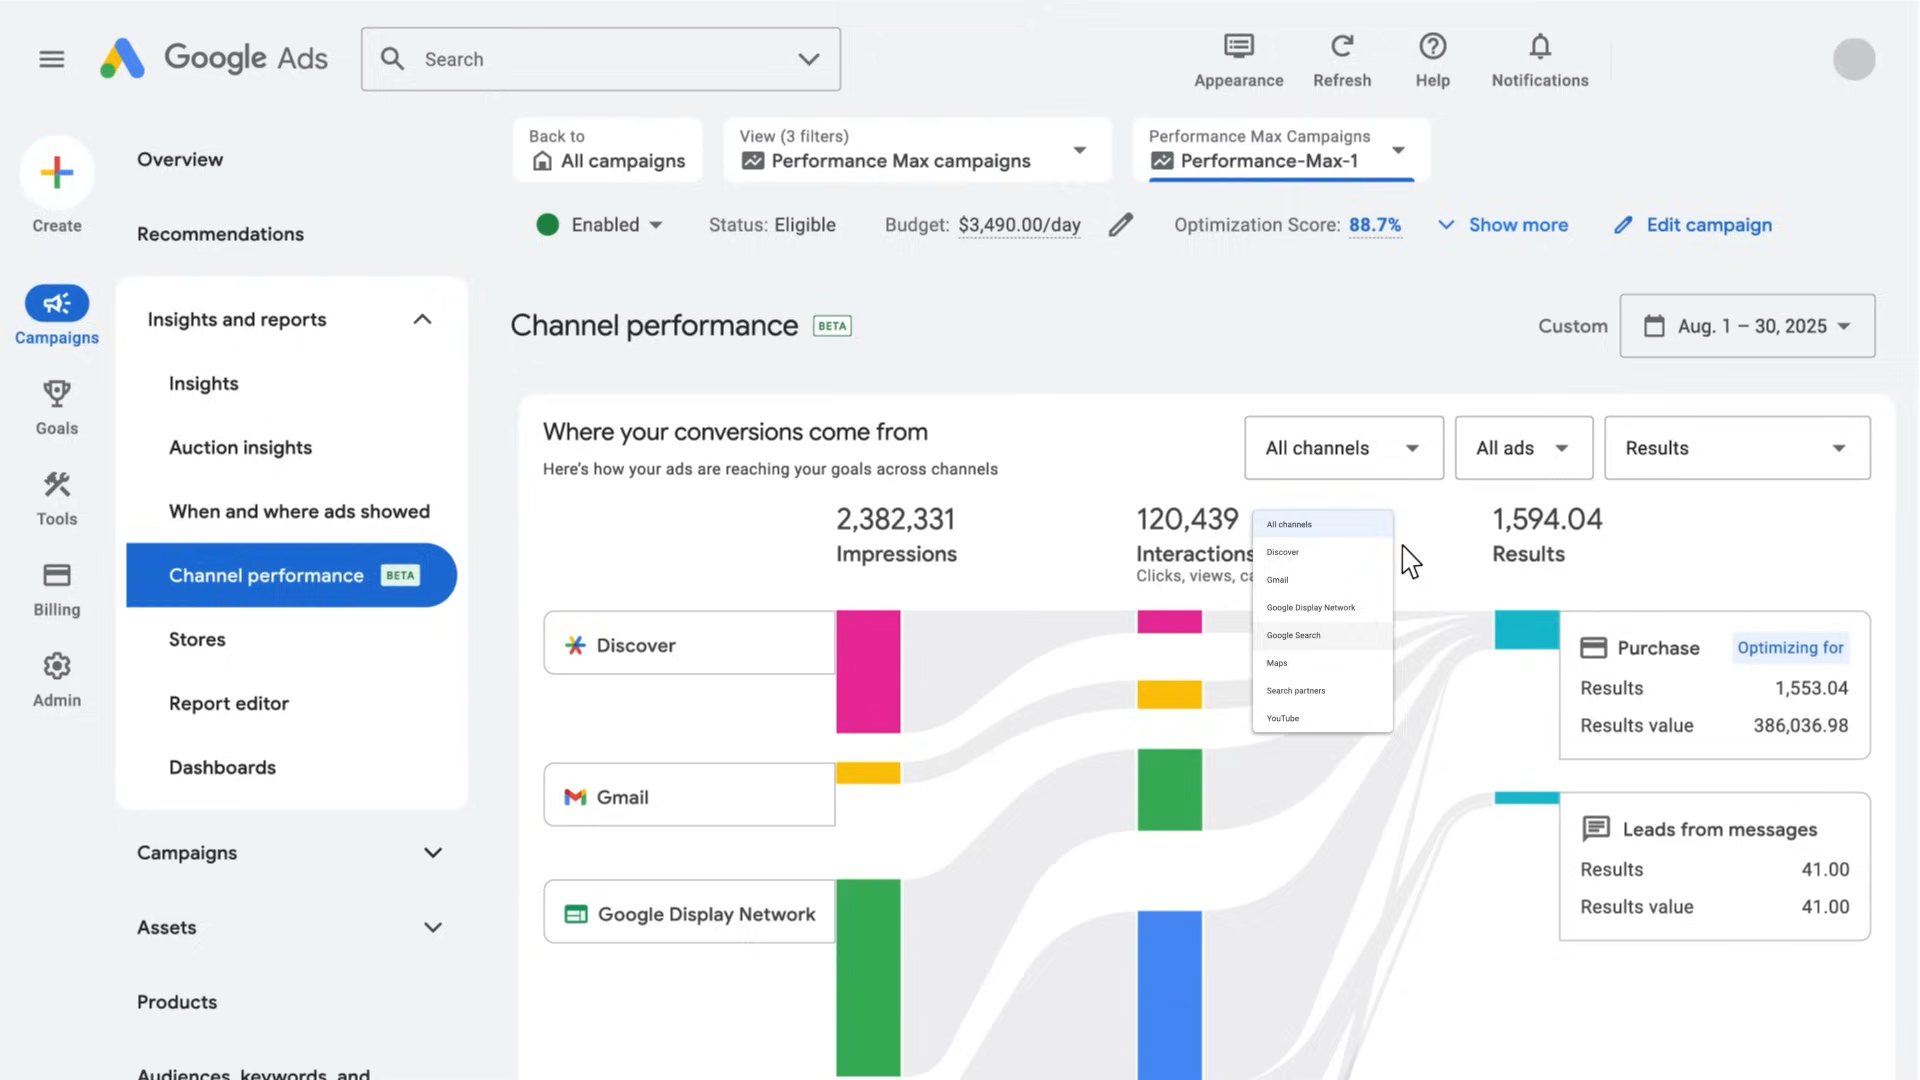 Google Ads
Search
Appearance
Refresh
Help
Notifications
Create
Campaigns
Goals
Tools
Billing
Admin
Overview
Recommendations
Insights and reports
Insights
Auction insights
When and where ads showed
Channel performance BETA
Stores
Report editor
Dashboards
Campaigns
Assets
Products
Audiences, keywords, and
Back to
All campaigns
View (3 filters)
Performance Max campaigns
Performance Max Campaigns
Performance-Max-1
Enabled
Status: Eligible
Budget: $3,490.00/day
Optimization Score: 88.7%
Show more
Edit campaign
Channel performance BETA
Custom
Aug. 1 – 30, 2025
Where your conversions come from
Here's how your ads are reaching your goals across channels
All channels
All ads
Results
2,382,331
Impressions
120,439
Interactions
Clicks, views, ca
1,594.04
Results
All channels
Discover
Gmail
Google Display Network
Google Search
Maps
Search partners
YouTube
Discover
Gmail
Google Display Network
Purchase Optimizing for
Results 1,553.04
Results value 386,036.98
Leads from messages
Results 41.00
Results value 41.00